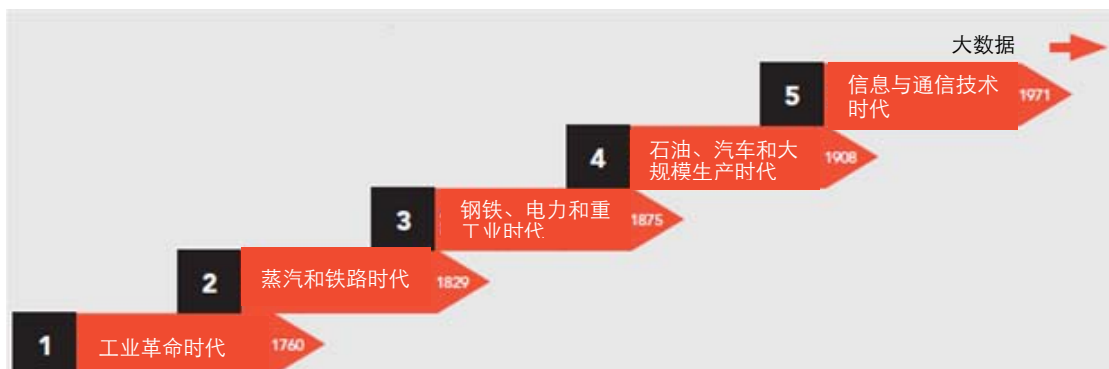 大数据
5
信息与通信技术
时代
1971
4
石油、汽车和大
规模生产时代
1908
3
钢铁、电力和重
工业时代
1875
2
蒸汽和铁路时代
1829
1
工业革命时代
1760